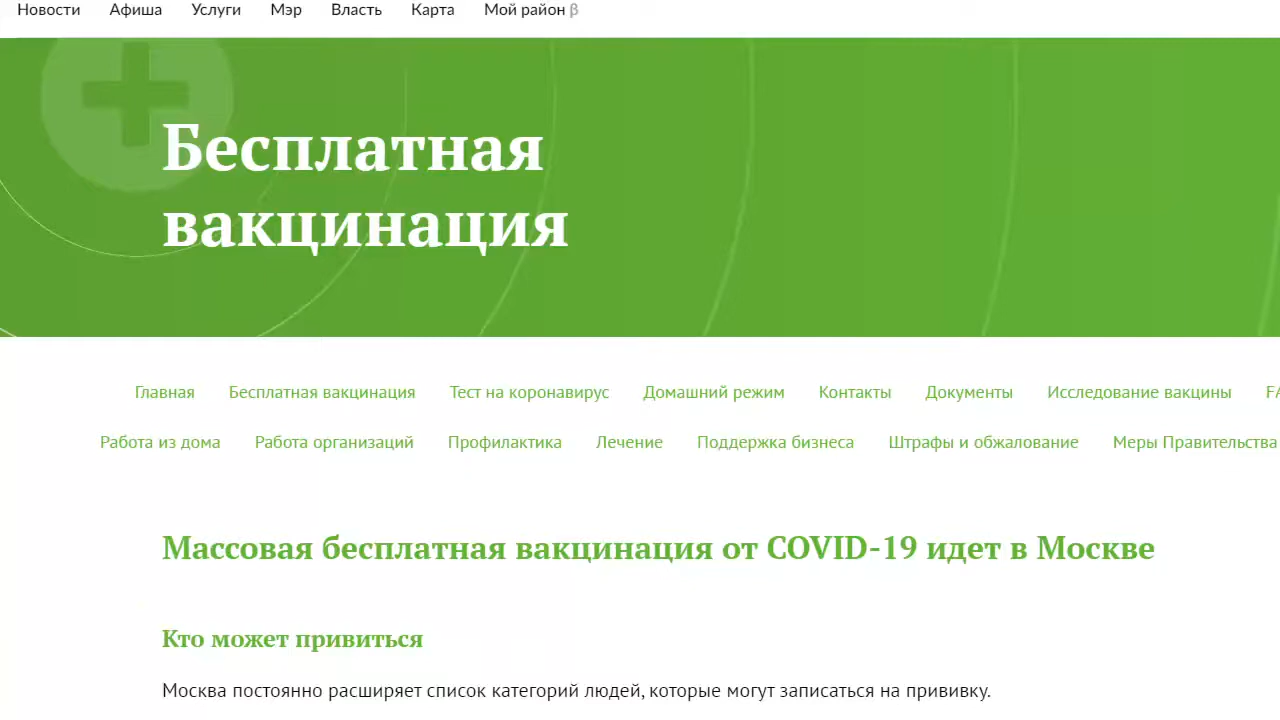 Новости Афиша Услуги Мэр Власть Карта Мой район β
Бесплатная
вакцинация
Главная Бесплатная вакцинация Тест на коронавирус Домашний режим Контакты Документы Исследование вакцины
Работа из дома Работа организаций Профилактика Лечение Поддержка бизнеса Штрафы и обжалование Меры Правительства
Массовая бесплатная вакцинация от COVID-19 идет в Москве
Кто может привиться
Москва постоянно расширяет список категорий людей, которые могут записаться на прививку.